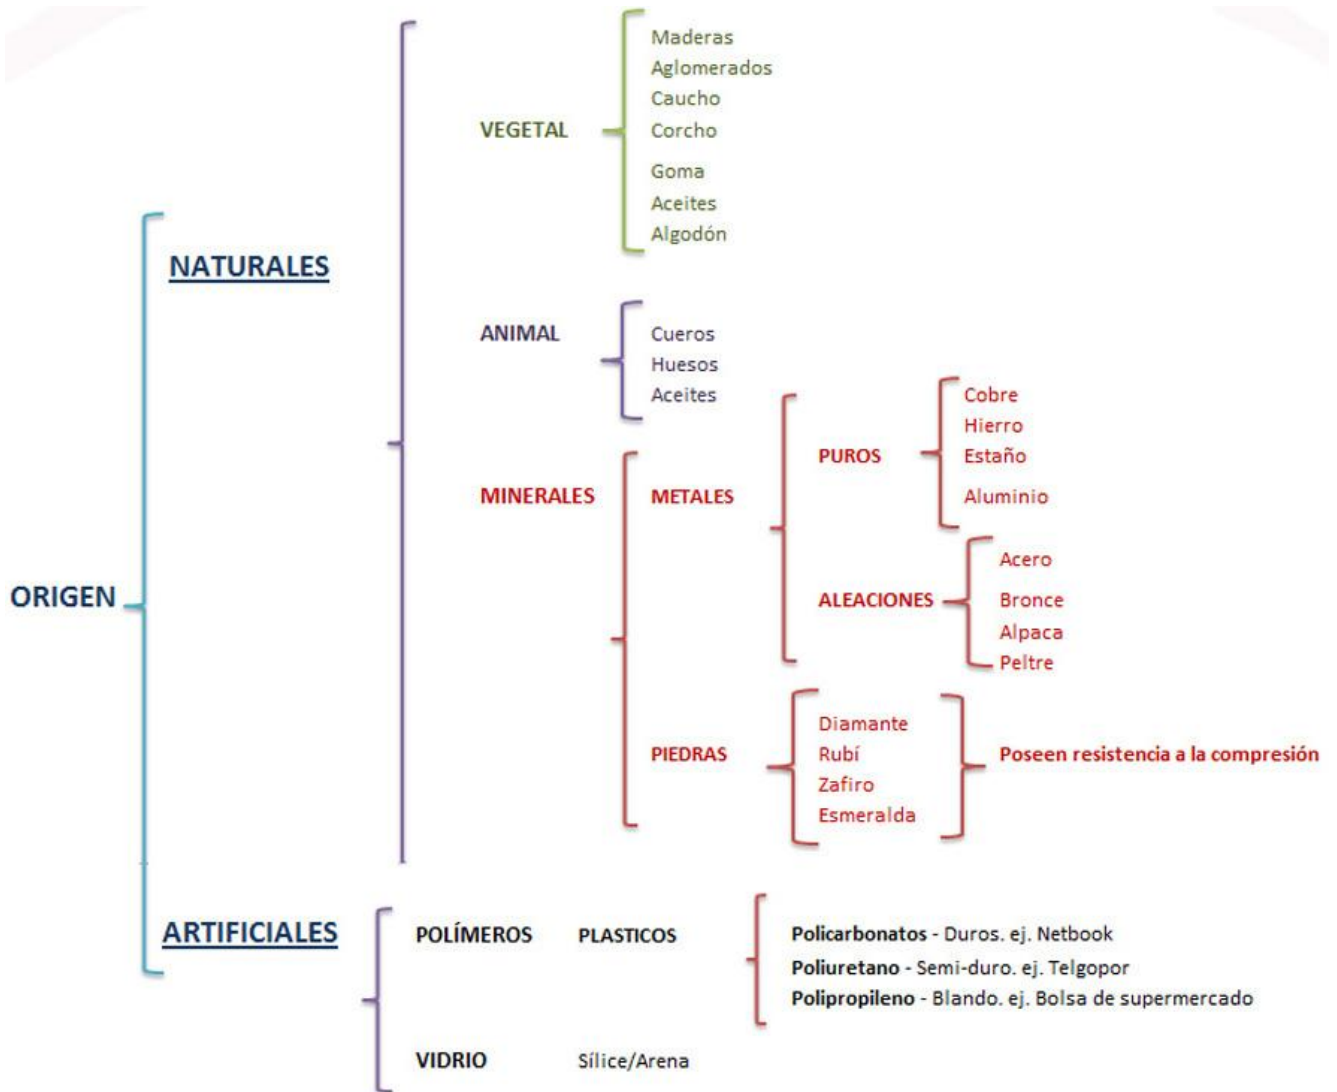 ORIGEN
NATURALES
VEGETAL
Maderas
Aglomerados
Caucho
Corcho
Goma
Aceites
Algodón
ANIMAL
Cueros
Huesos
Aceites
MINERALES
METALES
PUROS
Cobre
Hierro
Estaño
Aluminio
ALEACIONES
Acero
Bronce
Alpaca
Peltre
PIEDRAS
Diamante
Rubí
Zafiro
Esmeralda
Poseen resistencia a la compresión
ARTIFICIALES
POLÍMEROS
PLASTICOS
Policarbonatos - Duros. ej. Netbook
Poliuretano - Semi-duro. ej. Telgopor
Polipropileno - Blando. ej. Bolsa de supermercado
VIDRIO
Sílice/Arena